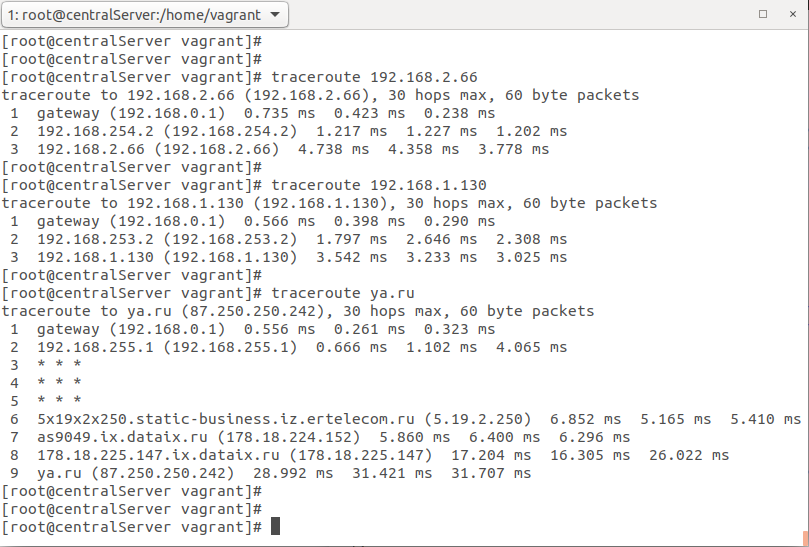 1: root@centralServer:/home/vagrant
[root@centralServer vagrant]#
[root@centralServer vagrant]#
[root@centralServer vagrant]# traceroute 192.168.2.66
traceroute to 192.168.2.66 (192.168.2.66), 30 hops max, 60 byte packets
 1  gateway (192.168.0.1)  0.735 ms  0.423 ms  0.238 ms
 2  192.168.254.2 (192.168.254.2)  1.217 ms  1.227 ms  1.202 ms
 3  192.168.2.66 (192.168.2.66)  4.738 ms  4.358 ms  3.778 ms
[root@centralServer vagrant]#
[root@centralServer vagrant]# traceroute 192.168.1.130
traceroute to 192.168.1.130 (192.168.1.130), 30 hops max, 60 byte packets
 1  gateway (192.168.0.1)  0.566 ms  0.398 ms  0.290 ms
 2  192.168.253.2 (192.168.253.2)  1.797 ms  2.646 ms  2.308 ms
 3  192.168.1.130 (192.168.1.130)  3.542 ms  3.233 ms  3.025 ms
[root@centralServer vagrant]#
[root@centralServer vagrant]# traceroute ya.ru
traceroute to ya.ru (87.250.250.242), 30 hops max, 60 byte packets
 1  gateway (192.168.0.1)  0.556 ms  0.261 ms  0.323 ms
 2  192.168.255.1 (192.168.255.1)  0.666 ms  1.102 ms  4.065 ms
 3  * * *
 4  * * *
 5  * * *
 6  5x19x2x250.static-business.iz.ertelecom.ru (5.19.2.250)  6.852 ms  5.165 ms  5.410 ms
 7  as9049.ix.dataix.ru (178.18.224.152)  5.860 ms  6.400 ms  6.296 ms
 8  178.18.225.147.ix.dataix.ru (178.18.225.147)  17.204 ms  16.305 ms  26.022 ms
 9  ya.ru (87.250.250.242)  28.992 ms  31.421 ms  31.707 ms
[root@centralServer vagrant]#
[root@centralServer vagrant]#
[root@centralServer vagrant]#